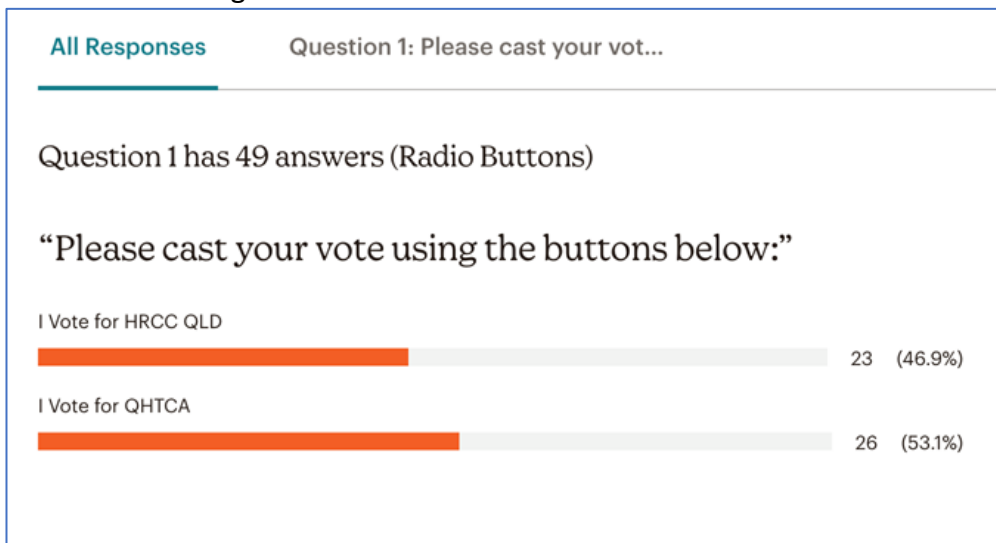 All Responses Question 1: Please cast your vot...
Question 1 has 49 answers (Radio Buttons)
“Please cast your vote using the buttons below:”
I Vote for HRCC QLD
23 (46.9%)
I Vote for QHTCA
26 (53.1%)